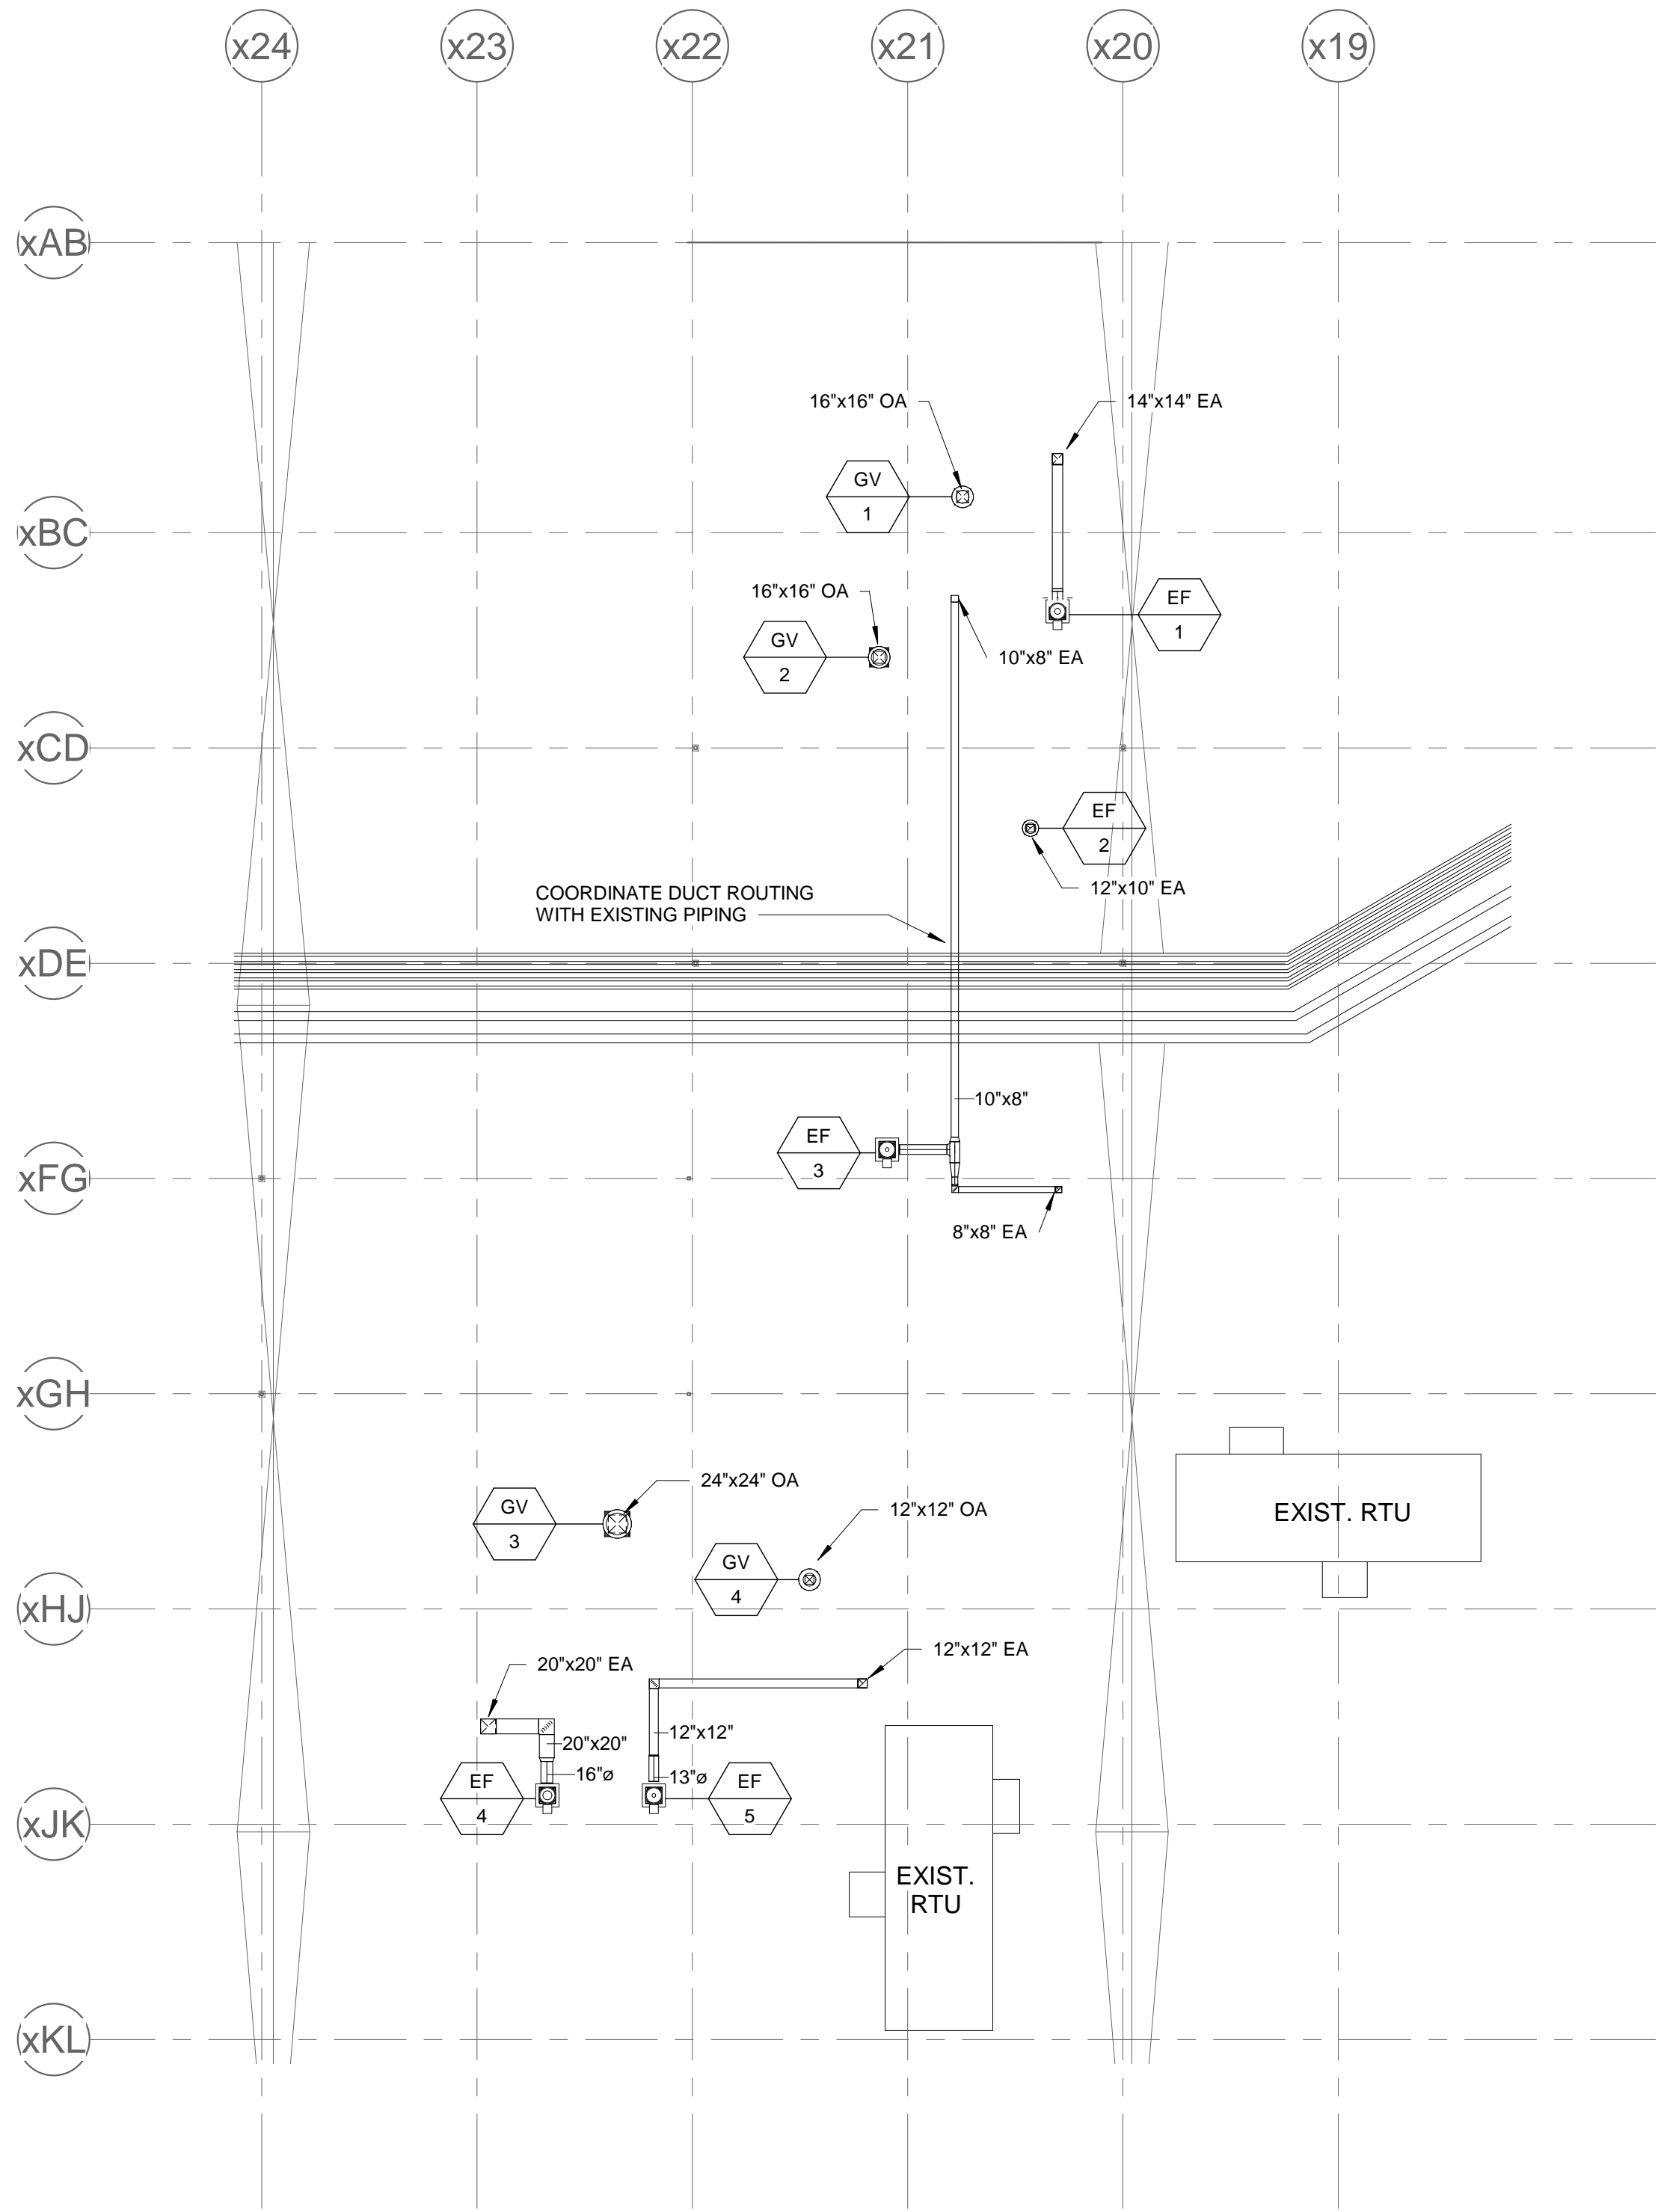 x24
x23
x22
x21
x20
x19
xAB
16"x16" OA
14"x14" EA
GV
1
xBC
16"x16" OA
EF
1
GV
2
10"x8" EA
xCD
EF
2
12"x10" EA
COORDINATE DUCT ROUTING
WITH EXISTING PIPING
xDE
10"x8"
EF
3
xFG
8"x8" EA
xGH
24"x24" OA
GV
3
12"x12" OA
EXIST. RTU
GV
4
xHJ
12"x12" EA
20"x20" EA
12"x12"
20"x20"
16"ø
13"ø
EF
4
EF
5
xJK
EXIST.
RTU
xKL